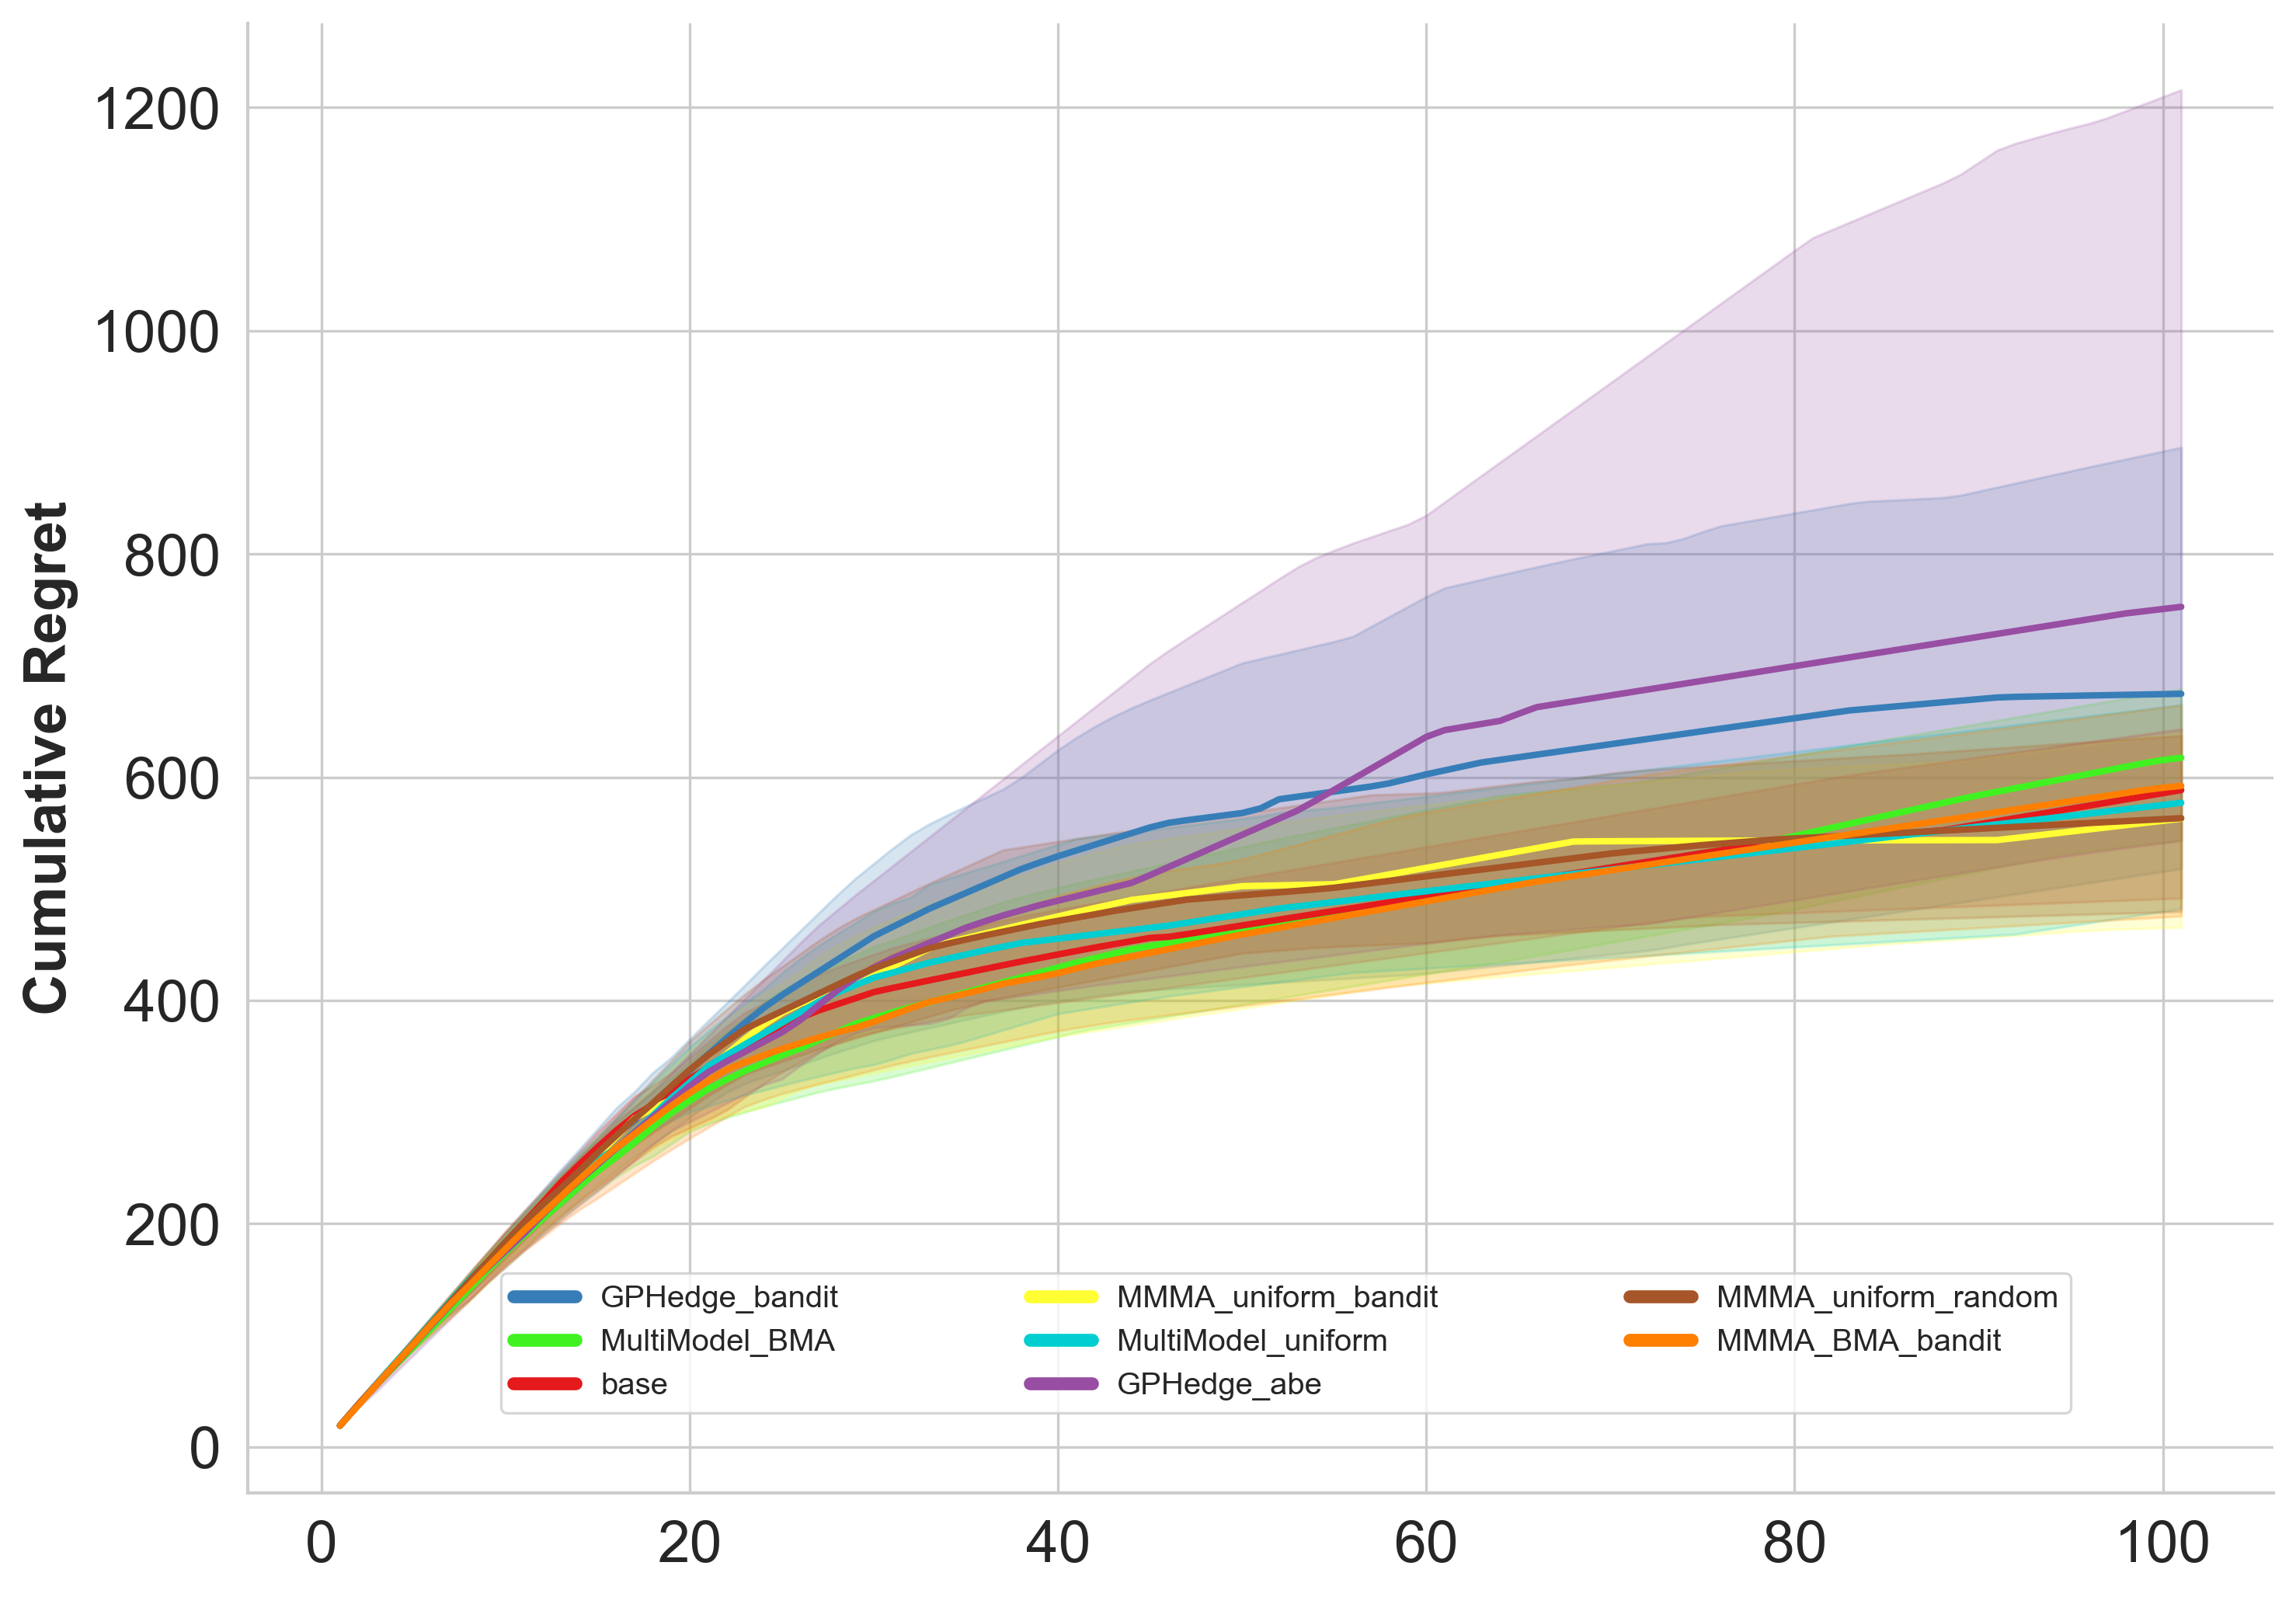 1200
1000
800
600
400
200
0
Cumulative Regret
GPHedge_bandit
MultiModel_BMA
base
MMMA_uniform_bandit
MultiModel_uniform
GPHedge_abe
MMMA_uniform_random
MMMA_BMA_bandit
0 20 40 60 80 100